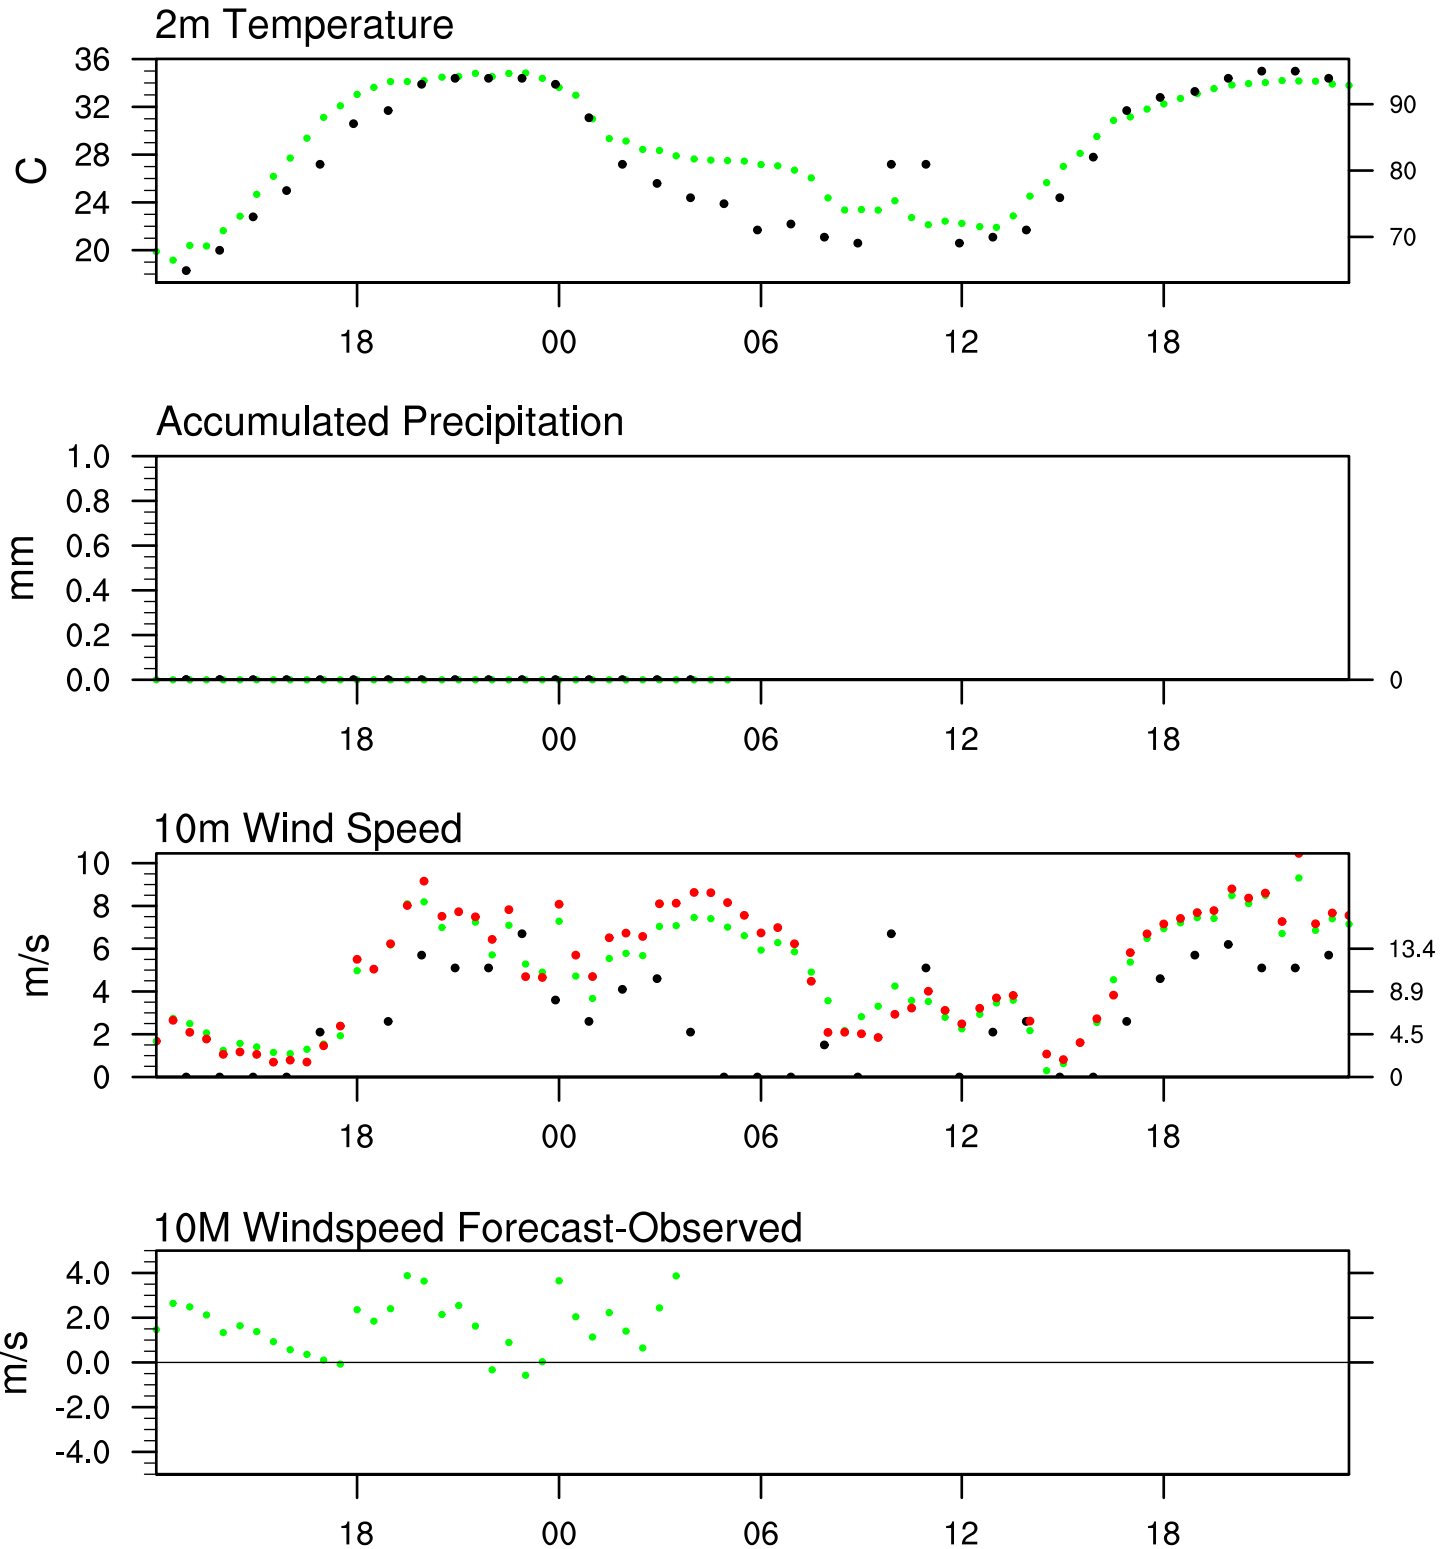 2m Temperature
36
32
28
24
20
C
90
80
70
18 00 06 12 18
Accumulated Precipitation
1.0
0.8
0.6
0.4
0.2
0.0
mm
0
18 00 06 12 18
10m Wind Speed
10
8
6
4
2
0
m/s
13.4
8.9
4.5
0
18 00 06 12 18
10M Windspeed Forecast-Observed
4.0
2.0
0.0
-2.0
-4.0
m/s
18 00 06 12 18